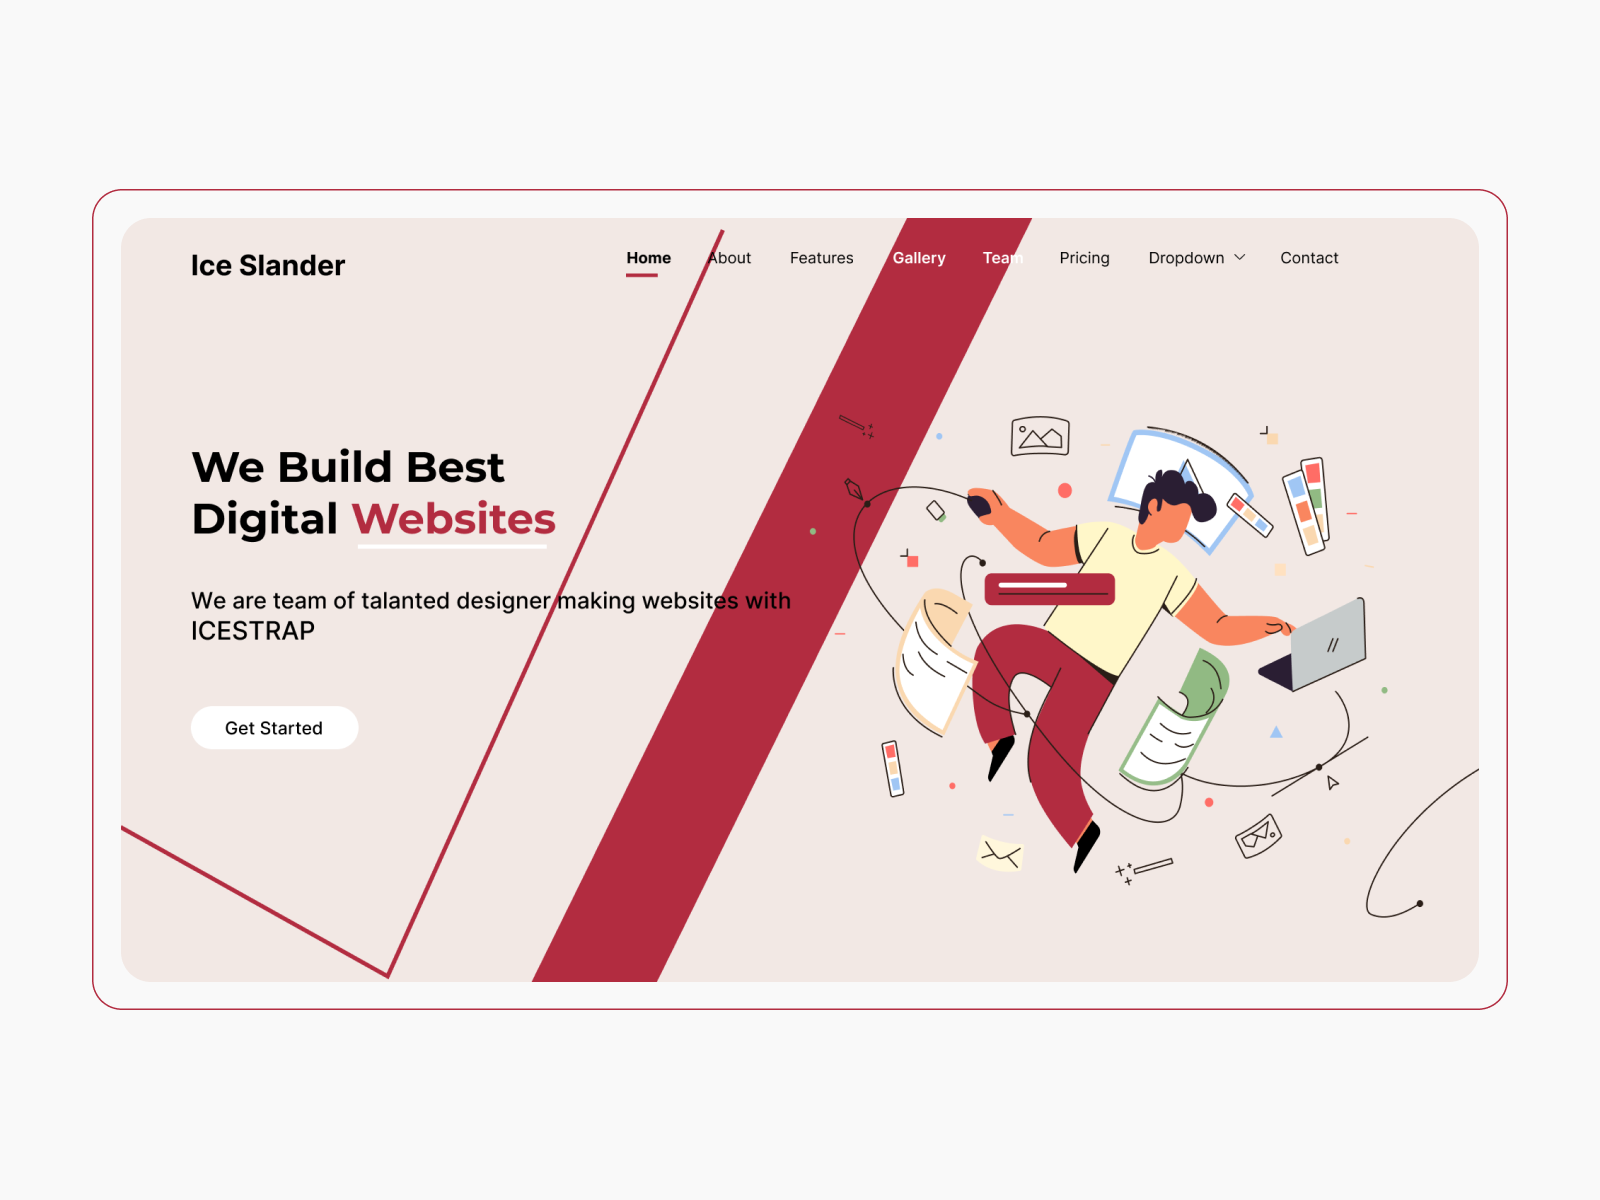 Ice Slander
Home About Features Gallery Team Pricing Dropdown Contact
We Build Best
Digital Websites
We are team of talanted designer making websites with
ICESTRAP
Get Started